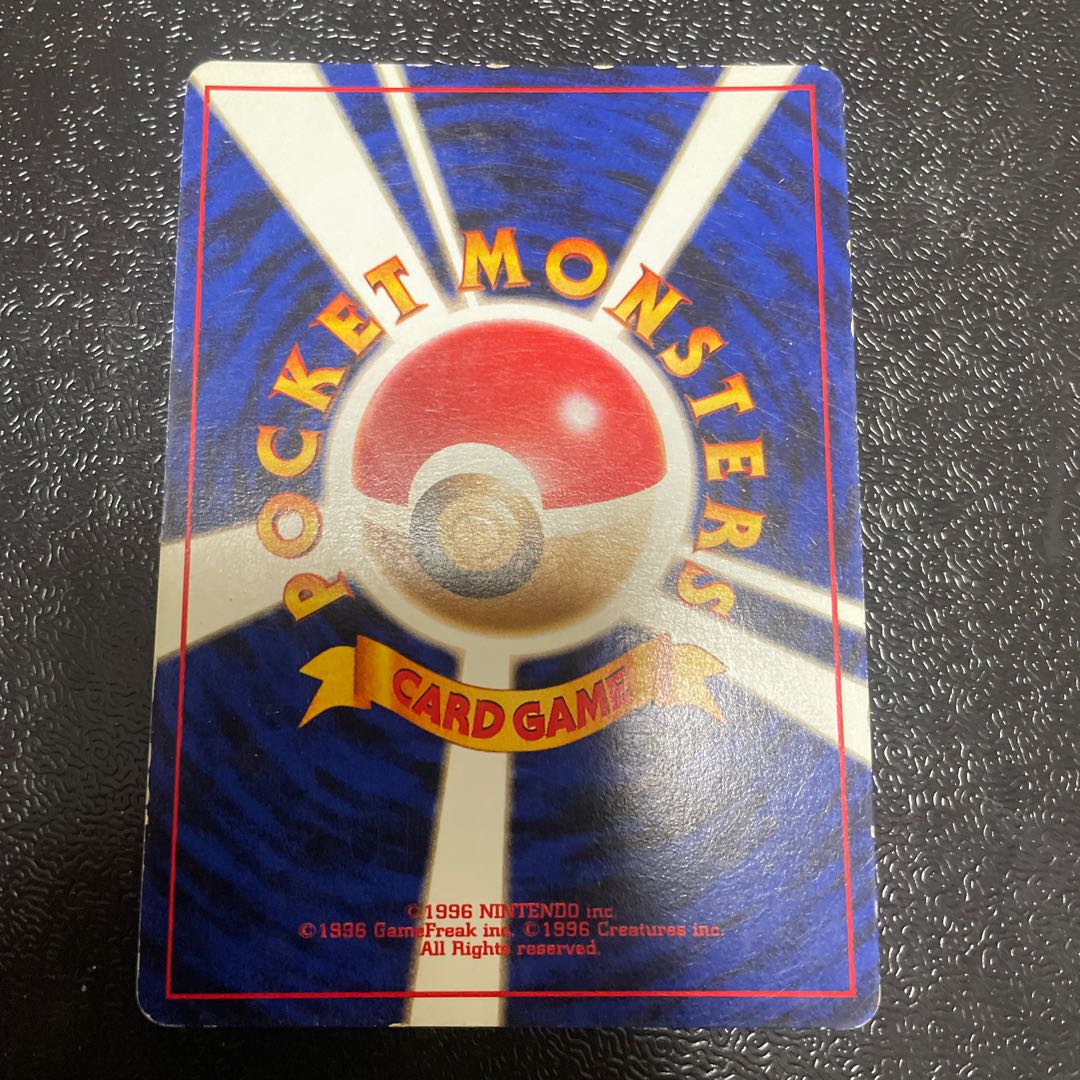 POCKET MONSTERS
CARD GAME
©1996 NINTENDO inc.
©1996 GameFreak inc. ©1996 Creatures inc.
All Rights reserved.